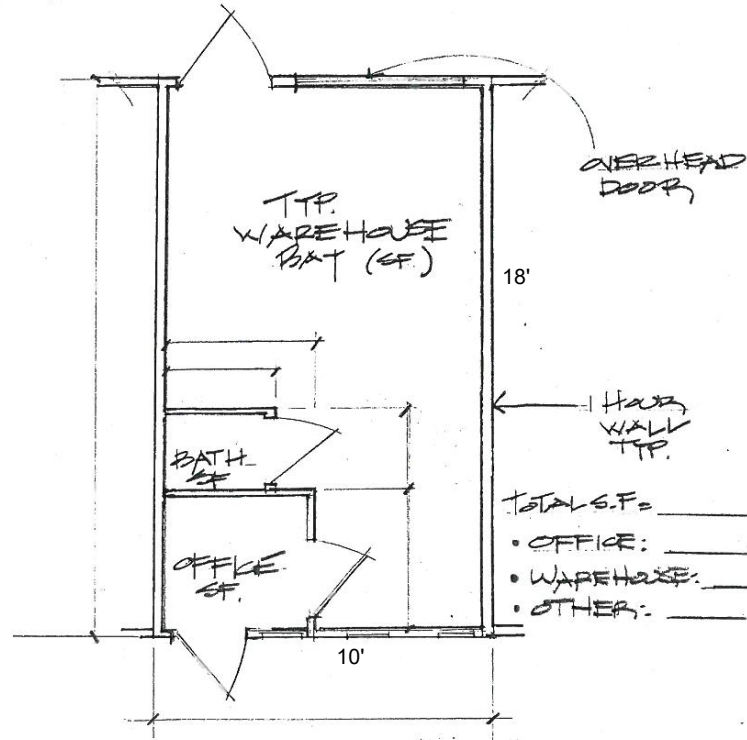 OVERHEAD
DOOR
TYP.
WAREHOUSE
BAY (SF.)
18'
1 HOUR
WALL
TYP.
BATH
SF
TOTAL S.F =
• OFFICE:
OFFICE
SF.
• WAREHOUSE:
• OTHER:
10'